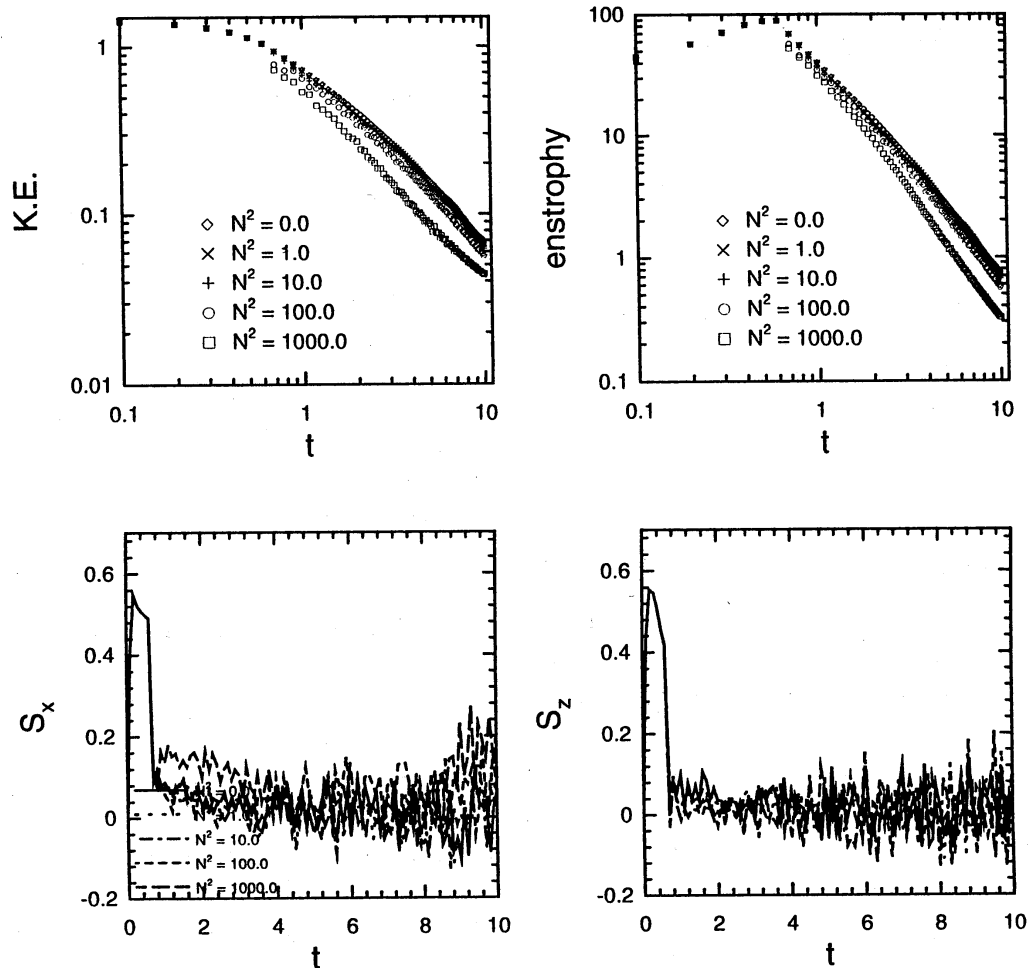 K.E.
1
0.1
0.01
N² = 0.0
N² = 1.0
N² = 10.0
N² = 100.0
N² = 1000.0
0.1
1
10
t
enstrophy
100
10
1
0.1
N² = 0.0
N² = 1.0
N² = 10.0
N² = 100.0
N² = 1000.0
0.1
1
10
t
Sx
0.6
0.4
0.2
0
-0.2
N² = 10.0
N² = 100.0
N² = 1000.0
0
2
4
6
8
10
t
Sz
0.6
0.4
0.2
0
-0.2
0
2
4
6
8
10
t